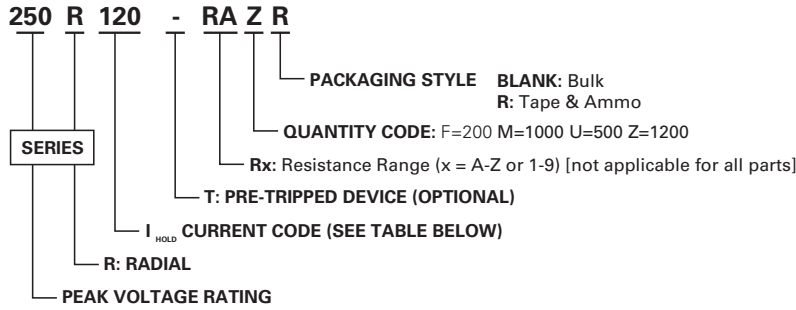 250 R 120 - RA Z R
PACKAGING STYLE BLANK: Bulk
R: Tape & Ammo
QUANTITY CODE: F=200 M=1000 U=500 Z=1200
SERIES
Rx: Resistance Range (x = A-Z or 1-9) [not applicable for all parts]
T: PRE-TRIPPED DEVICE (OPTIONAL)
I HOLD CURRENT CODE (SEE TABLE BELOW)
R: RADIAL
PEAK VOLTAGE RATING